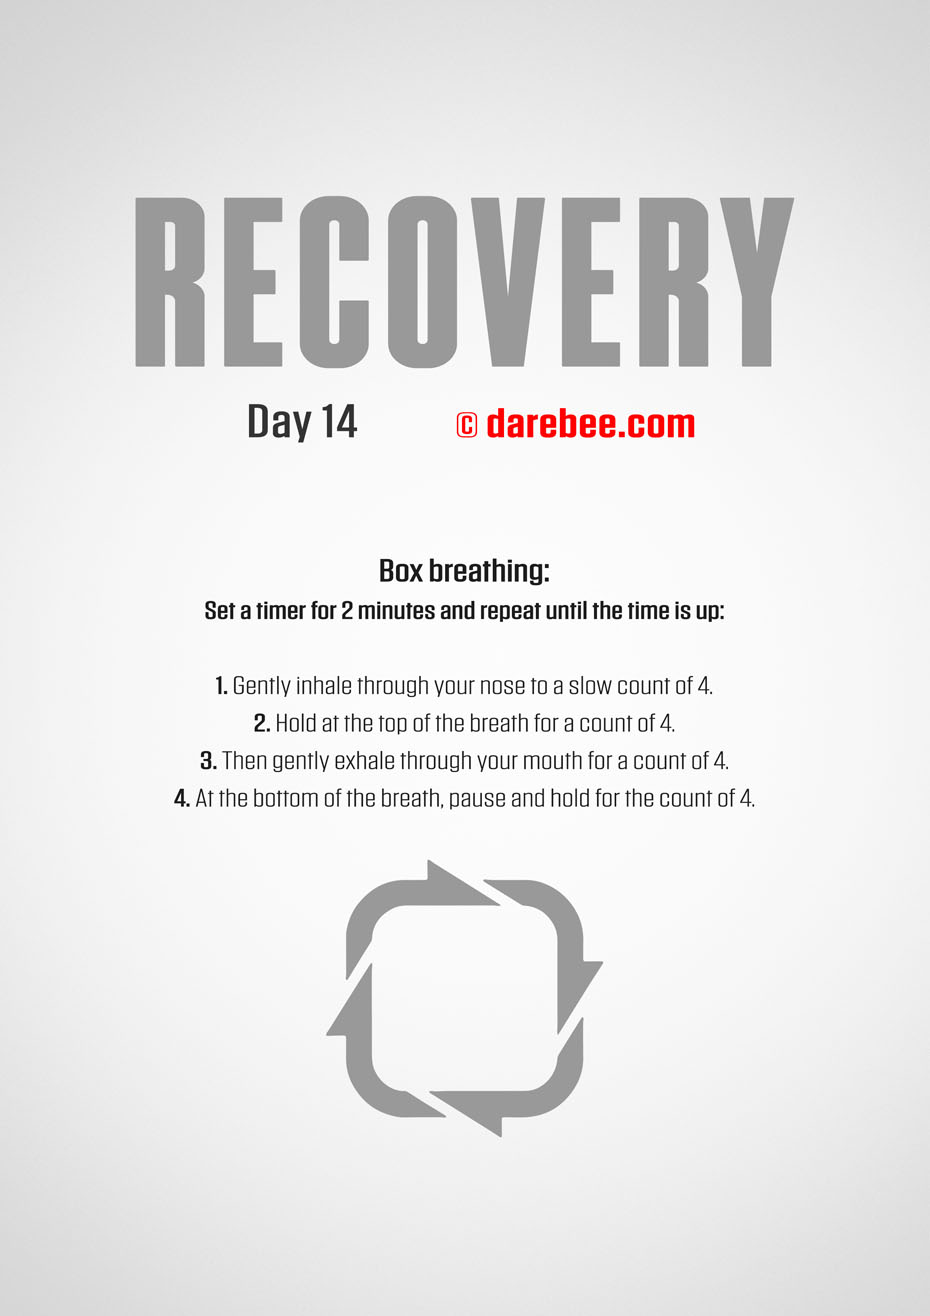 RECOVERY
Day 14 © darebee.com
Box breathing:
Set a timer for 2 minutes and repeat until the time is up:
1. Gently inhale through your nose to a slow count of 4.
2. Hold at the top of the breath for a count of 4.
3. Then gently exhale through your mouth for a count of 4.
4. At the bottom of the breath, pause and hold for the count of 4.